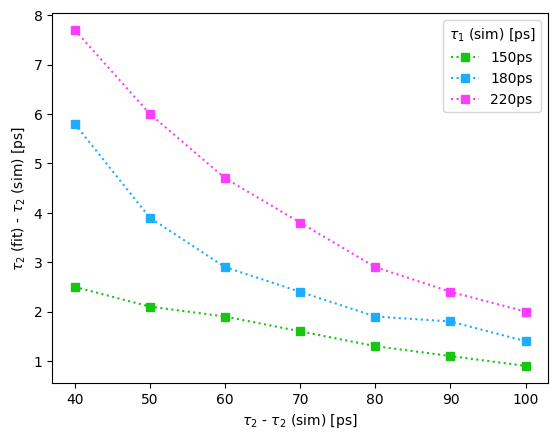 8
7
6
5
4
3
2
1
τ₂ (fit) - τ₂ (sim) [ps]
τ₁ (sim) [ps]
150ps
180ps
220ps
40 50 60 70 80 90 100
τ₂ - τ₂ (sim) [ps]